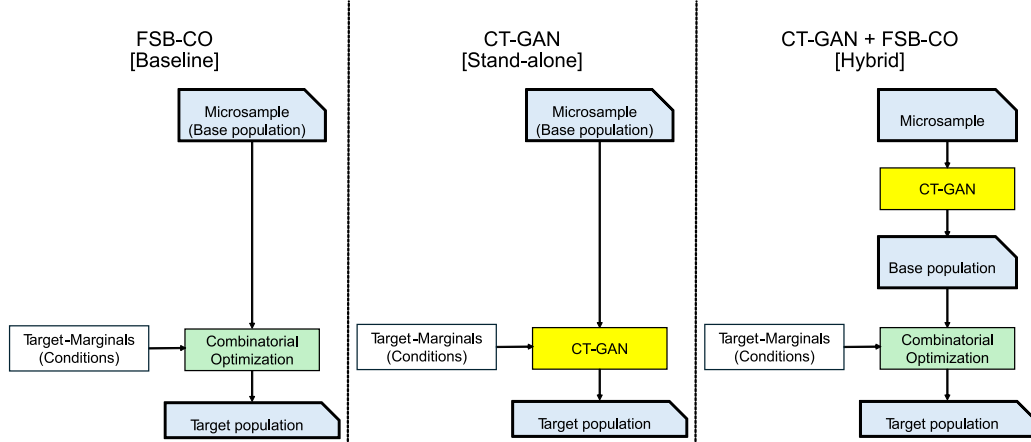 FSB-CO
[Baseline]
Microsample
(Base population)
Target-Marginals
(Conditions)
Combinatorial
Optimization
Target population
CT-GAN
[Stand-alone]
Microsample
(Base population)
Target-Marginals
(Conditions)
CT-GAN
Target population
CT-GAN + FSB-CO
[Hybrid]
Microsample
CT-GAN
Base population
Target-Marginals
(Conditions)
Combinatorial
Optimization
Target population